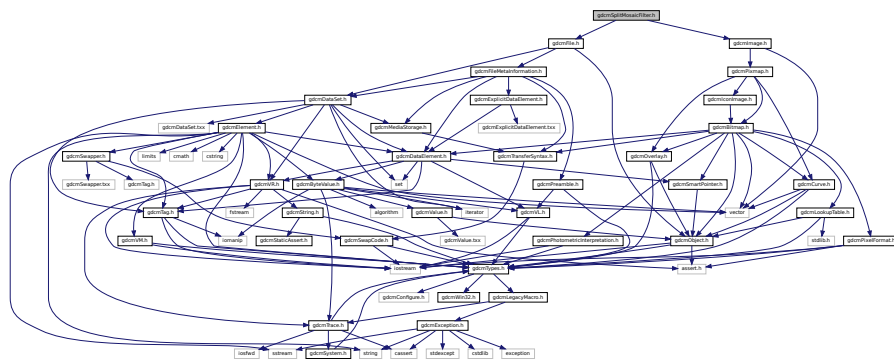 gdcmSplitMosaicFilter.h
gdcmFile.h
gdcmImage.h
gdcmFileMetaInformation.h
gdcmPixmap.h
gdcmDataSet.h
gdcmExplicitDataElement.h
gdcmIconImage.h
gdcmDataSet.txx
gdcmElement.h
gdcmMediaStorage.h
gdcmExplicitDataElement.txx
gdcmBitmap.h
gdcmSwapper.h
limits
cmath
cstring
gdcmDataElement.h
gdcmTransferSyntax.h
gdcmOverlay.h
gdcmSwapper.txx
gdcmTag.h
gdcmVR.h
gdcmByteValue.h
set
gdcmPreamble.h
gdcmSmartPointer.h
gdcmCurve.h
gdcmTag.h
fstream
gdcmString.h
algorithm
gdcmValue.h
iterator
gdcmVL.h
vector
gdcmLookupTable.h
gdcmVM.h
iomanip
gdcmStaticAssert.h
gdcmSwapCode.h
gdcmValue.txx
gdcmPhotometricInterpretation.h
gdcmObject.h
stdlib.h
gdcmPixelFormat.h
iostream
gdcmTypes.h
assert.h
gdcmConfigure.h
gdcmWin32.h
gdcmLegacyMacro.h
gdcmTrace.h
gdcmException.h
iosfwd
sstream
gdcmSystem.h
string
cassert
stdexcept
cstdlib
exception